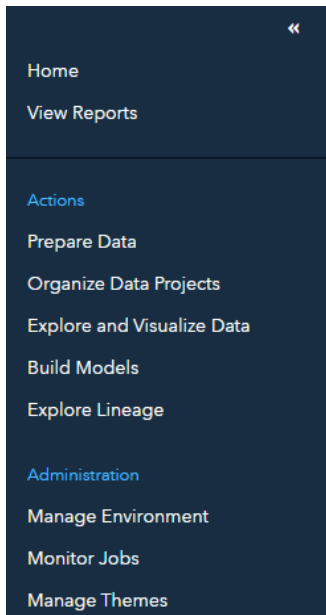 «
Home
View Reports
Actions
Prepare Data
Organize Data Projects
Explore and Visualize Data
Build Models
Explore Lineage
Administration
Manage Environment
Monitor Jobs
Manage Themes